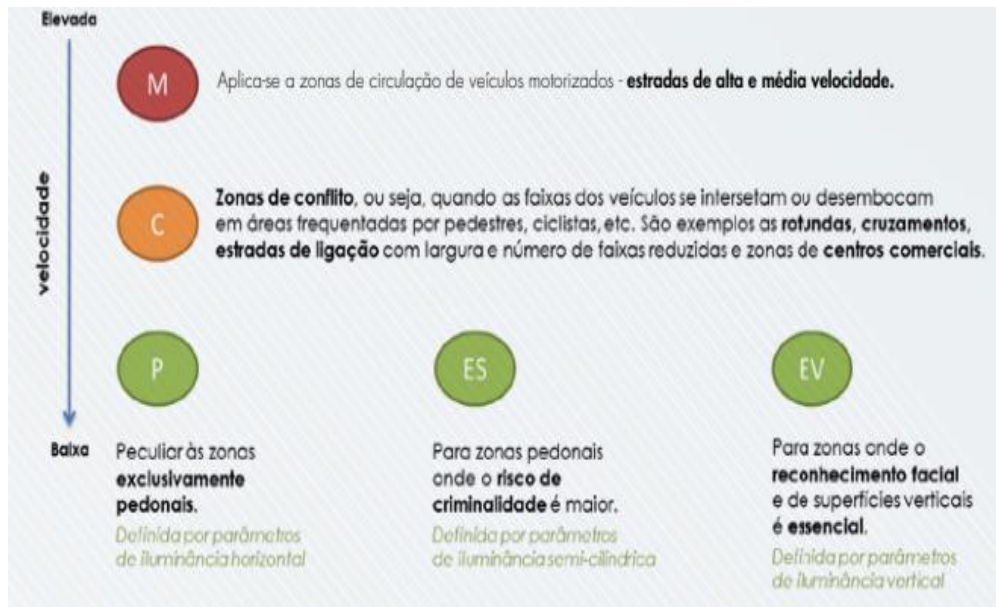 Elevada
M
Aplica-se a zonas de circulação de veículos motorizados - estradas de alta e média velocidade.
velocidade
C
Zonas de conflito, ou seja, quando as faixas dos veículos se intersetam ou desembocam
em áreas frequentadas por pedestres, ciclistas, etc. São exemplos as rotundas, cruzamentos,
estradas de ligação com largura e número de faixas reduzidas e zonas de centros comerciais.
P
ES
EV
Baixa
Peculiar às zonas
exclusivamente
pedonais.
Definida por parâmetros
de iluminância horizontal
Para zonas pedonais
onde o risco de
criminalidade é maior.
Definida por parâmetros
de iluminância semi-cilíndrica
Para zonas onde o
reconhecimento facial
e de superfícies verticais
é essencial.
Definida por parâmetros
de iluminância vertical